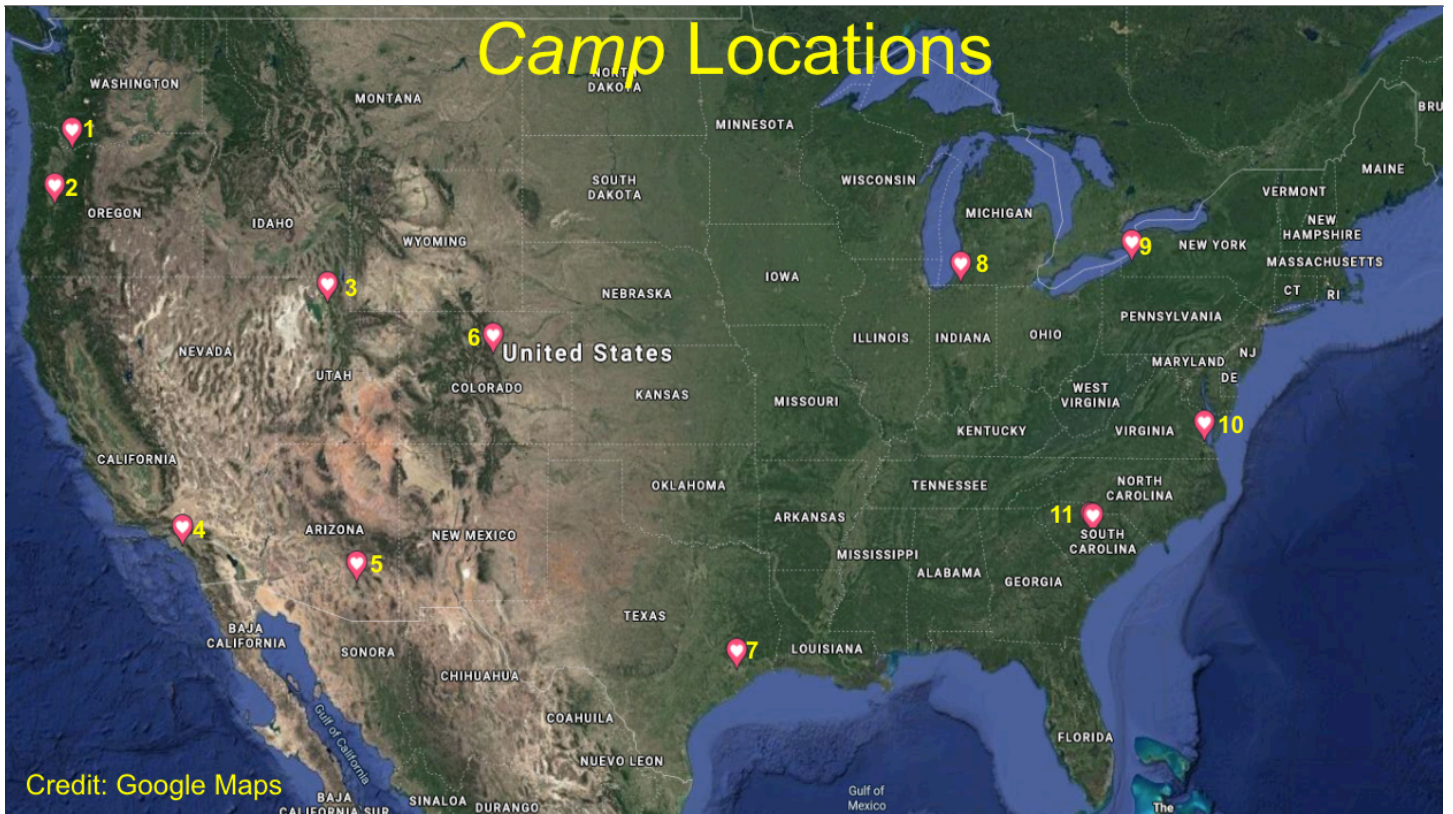 Camp Locations
WASHINGTON
MONTANA
NORTH
DAKOTA
MINNESOTA
BRU
1
2
OREGON
IDAHO
WYOMING
SOUTH
DAKOTA
WISCONSIN
MICHIGAN
MAINE
VERMONT
NEW
HAMPSHIRE
NEW YORK
MASSACHUSETTS
CT
RI
3
NEBRASKA
IOWA
8
9
6
United States
NEVADA
UTAH
COLORADO
KANSAS
MISSOURI
ILLINOIS
INDIANA
OHIO
PENNSYLVANIA
MARYLAND
NJ
DE
WEST
VIRGINIA
VIRGINIA
10
KENTUCKY
CALIFORNIA
4
ARIZONA
5
NEW MEXICO
OKLAHOMA
ARKANSAS
TENNESSEE
NORTH
CAROLINA
11
SOUTH
CAROLINA
MISSISSIPPI
ALABAMA
GEORGIA
TEXAS
7
LOUISIANA
BAJA
CALIFORNIA
SONORA
CHIHUAHUA
COAHUILA
NUEVO LEON
Gulf of California
FLORIDA
Credit: Google Maps
BAJA
CALIFORNIA SUR
SINALOA
DURANGO
Gulf of
Mexico
The